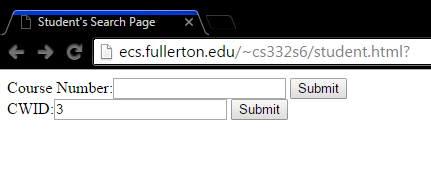 Student's Search Page
ecs.fullerton.edu/~cs332s6/student.html?
Course Number: Submit
CWID: 3 Submit